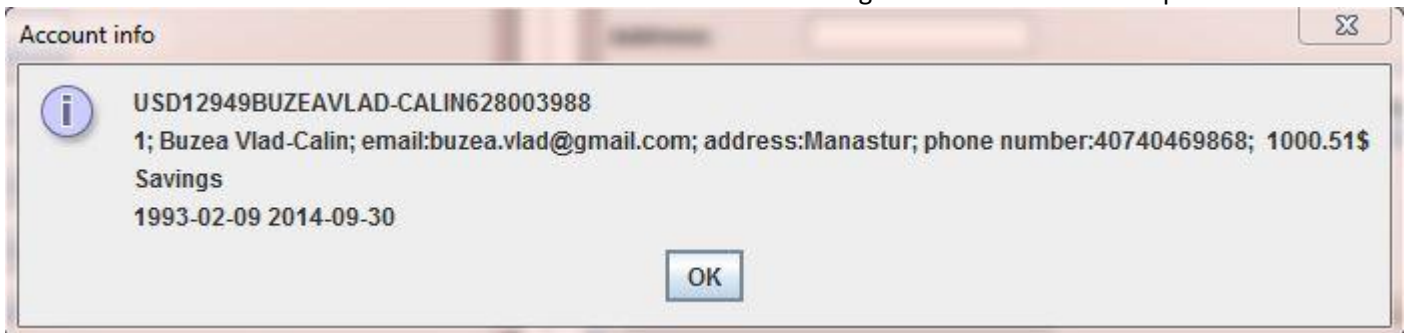 Account info
USD12949BUZEAVLAD-CALIN628003988
1; Buzea Vlad-Calin; email:buzea.vlad@gmail.com; address:Manastur; phone number:40740469868;  1000.51$
Savings
1993-02-09 2014-09-30
OK